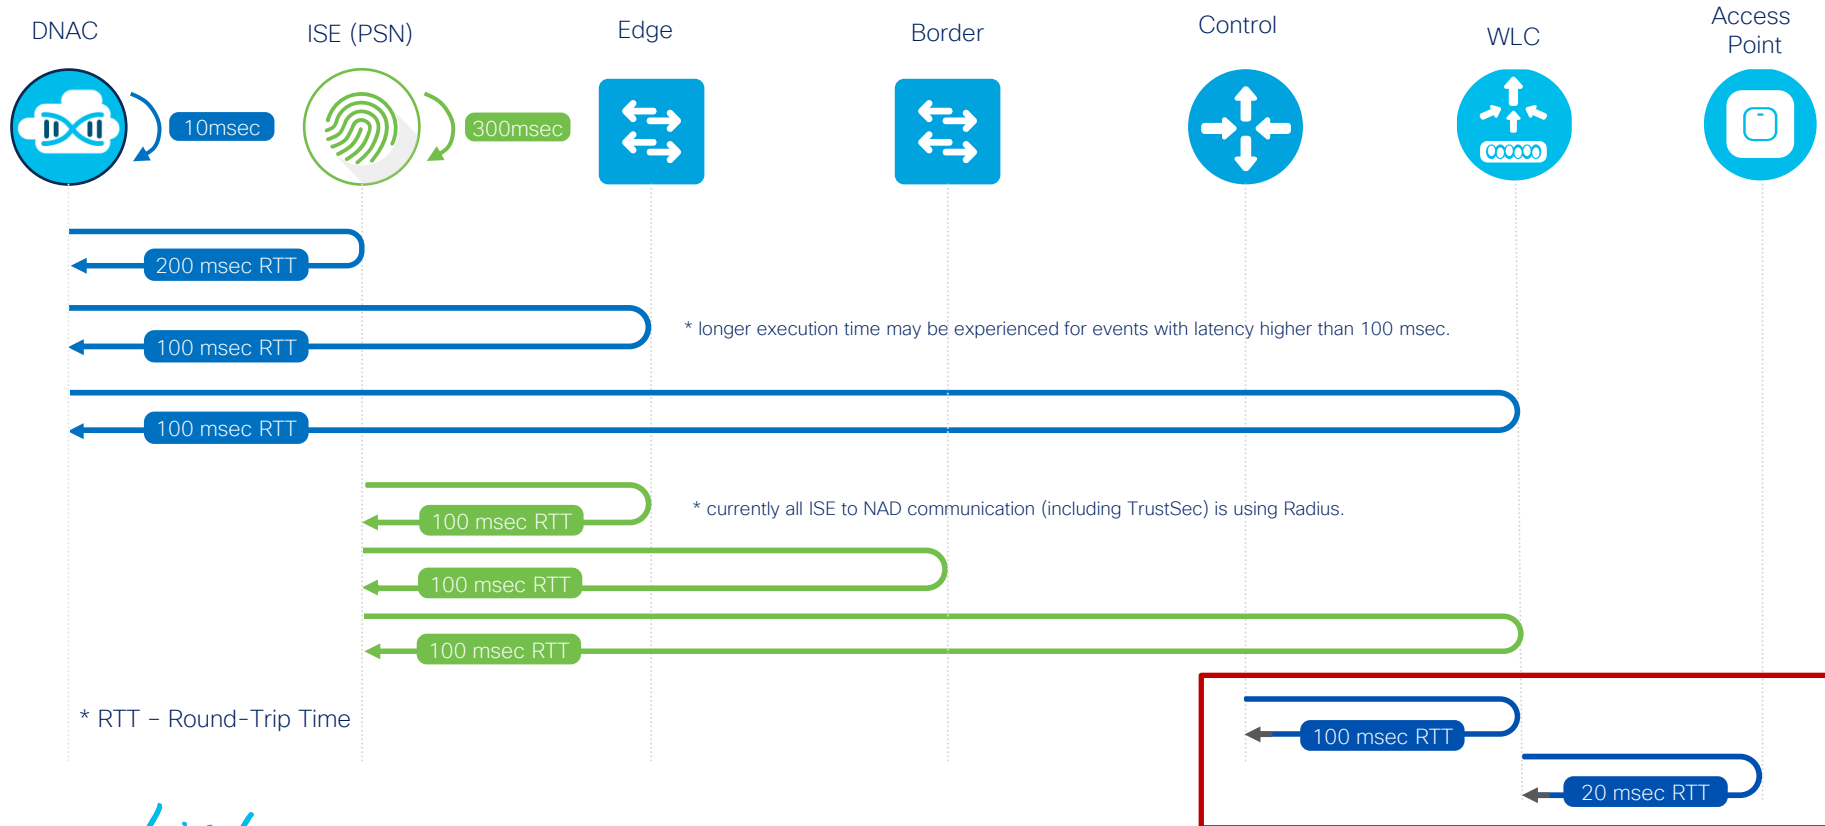 DNAC
ISE (PSN)
Edge
Border
Control
WLC
Access
Point
10msec
300msec
200 msec RTT
* longer execution time may be experienced for events with latency higher than 100 msec.
100 msec RTT
100 msec RTT
* currently all ISE to NAD communication (including TrustSec) is using Radius.
100 msec RTT
100 msec RTT
100 msec RTT
* RTT – Round-Trip Time
100 msec RTT
20 msec RTT